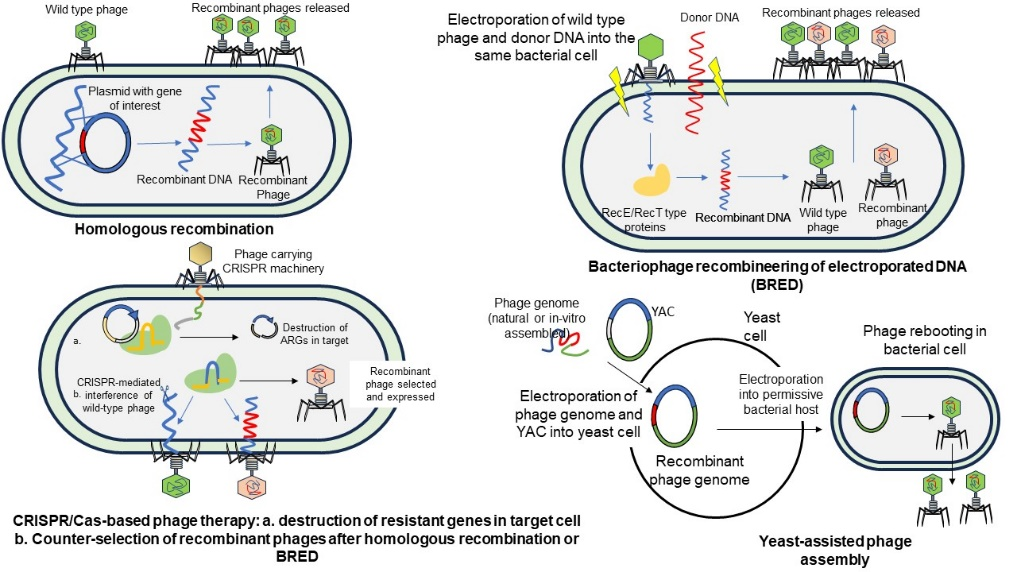 Wild type phage
Recombinant phages released
Plasmid with gene
of interest
Recombinant DNA
Recombinant
Phage
Homologous recombination
Electroporation of wild type
phage and donor DNA into the
same bacterial cell
Donor DNA
Recombinant phages released
RecE/RecT type
proteins
Recombinant DNA
Wild type
phage
Recombinant
phage
Bacteriophage recombineering of electroporated DNA
(BRED)
Phage carrying
CRISPR machinery
a.
Destruction of
ARGs in target
CRISPR-mediated
b. interference of
wild-type phage
Recombinant
phage selected
and expressed
CRISPR/Cas-based phage therapy: a. destruction of resistant genes in target cell
b. Counter-selection of recombinant phages after homologous recombination or
BRED
Phage genome
(natural or in-vitro
assembled)
YAC
Yeast
cell
Electroporation of
phage genome and
YAC into yeast cell
Recombinant
phage genome
Electroporation
into permissive
bacterial host
Phage rebooting in
bacterial cell
Yeast-assisted phage
assembly